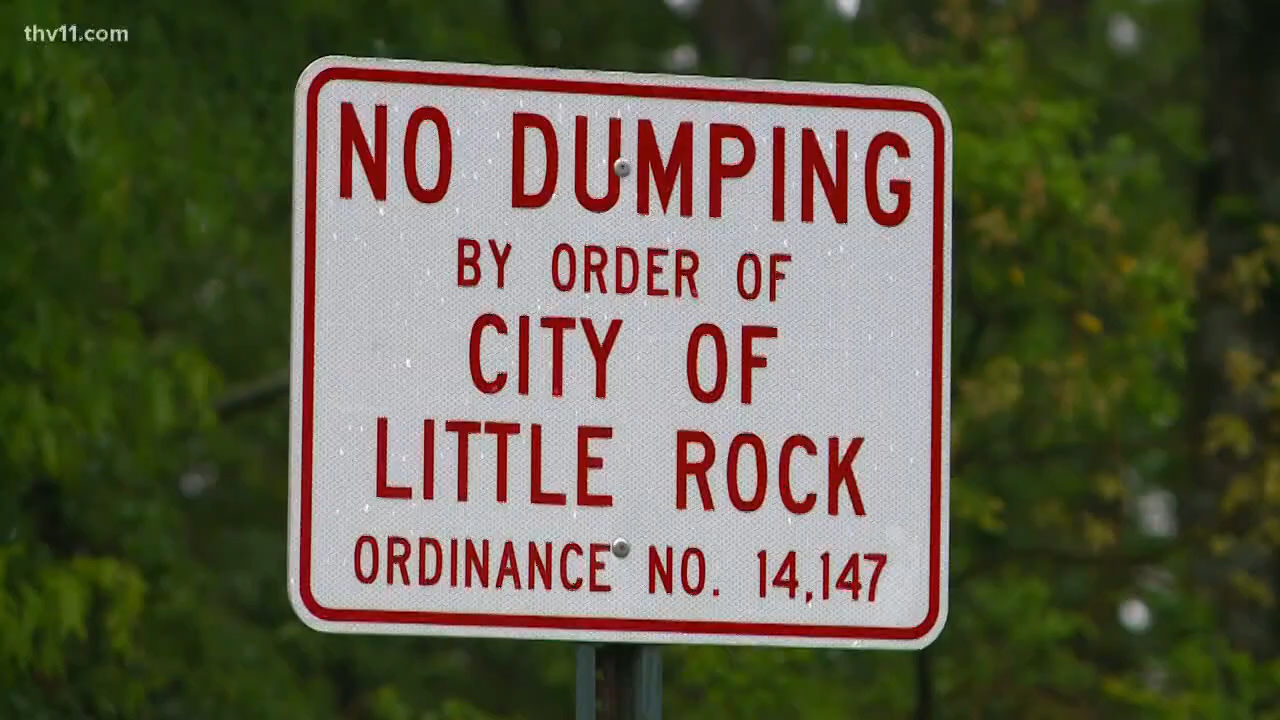 thv11.com
NO DUMPING
BY ORDER OF
CITY OF
LITTLE ROCK
ORDINANCE NO. 14,147